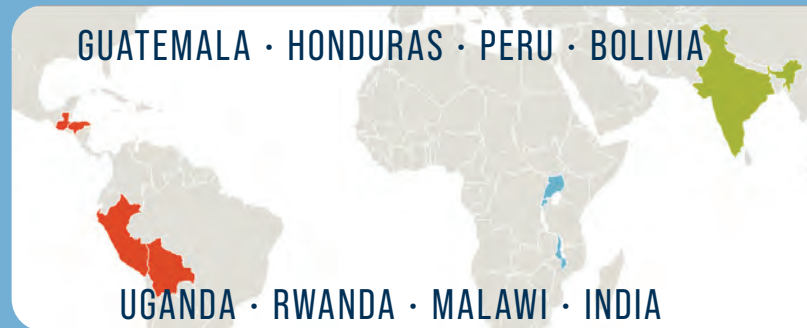 GUATEMALA · HONDURAS · PERU · BOLIVIA
UGANDA · RWANDA · MALAWI · INDIA